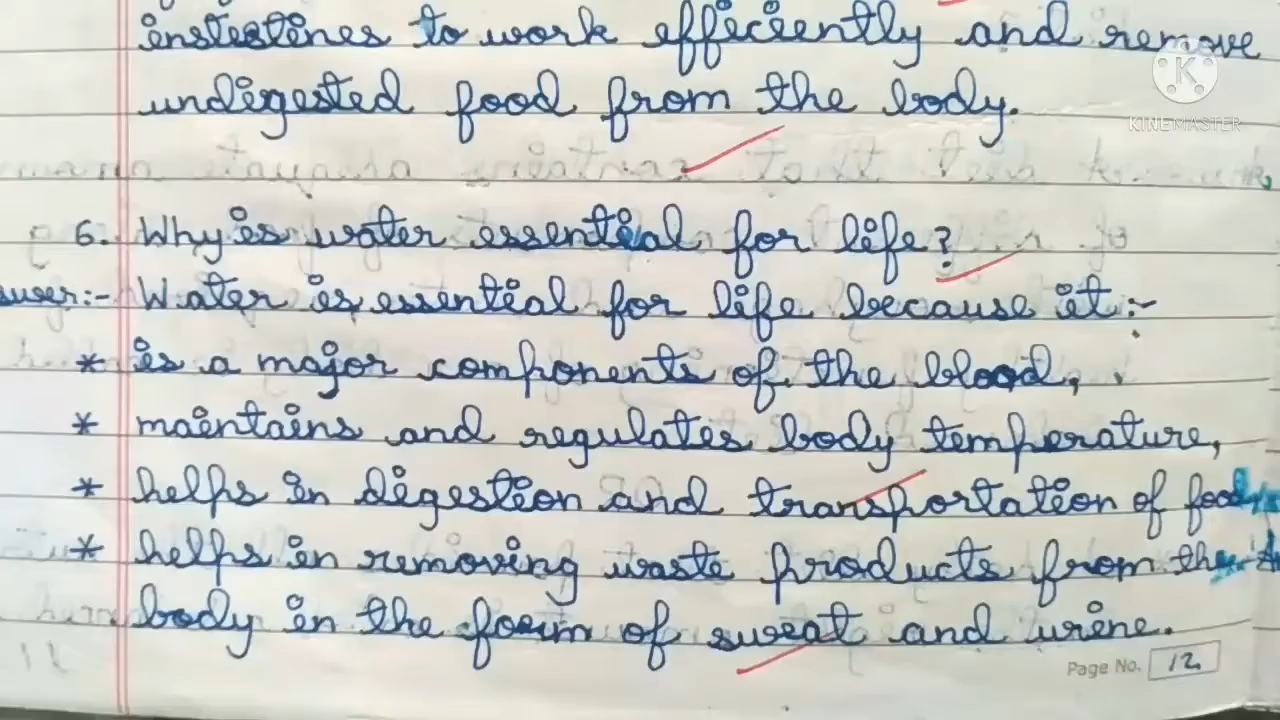 instestines to work efficiently and remove
undigested food from the body.
KINEMASTER
6. Why is water essential for life?
Water is essential for life because it:-
* is a major components of the blood,
* maintains and regulates body temperature,
* helps in digestion and transportation of food
* helps in removing waste products from the
body in the form of sweat and urine.
Page No. 12